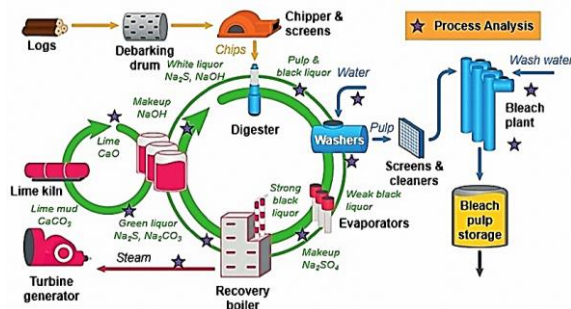 Logs
Debarking
drum
Chipper &
screens
Process Analysis
Chips
White liquor
Na₂S, NaOH
Pulp &
black liquor
Water
Wash water
Makeup
NaOH
Digester
Washers
Pulp
Bleach
plant
Lime
CaO
Screens &
cleaners
Lime kiln
Strong
black
liquor
Weak black
liquor
Evaporators
Bleach
pulp
storage
Lime mud
CaCO₃
Green liquor
Na₂S, Na₂CO₃
Makeup
Na₂SO₄
Steam
Turbine
generator
Recovery
boiler